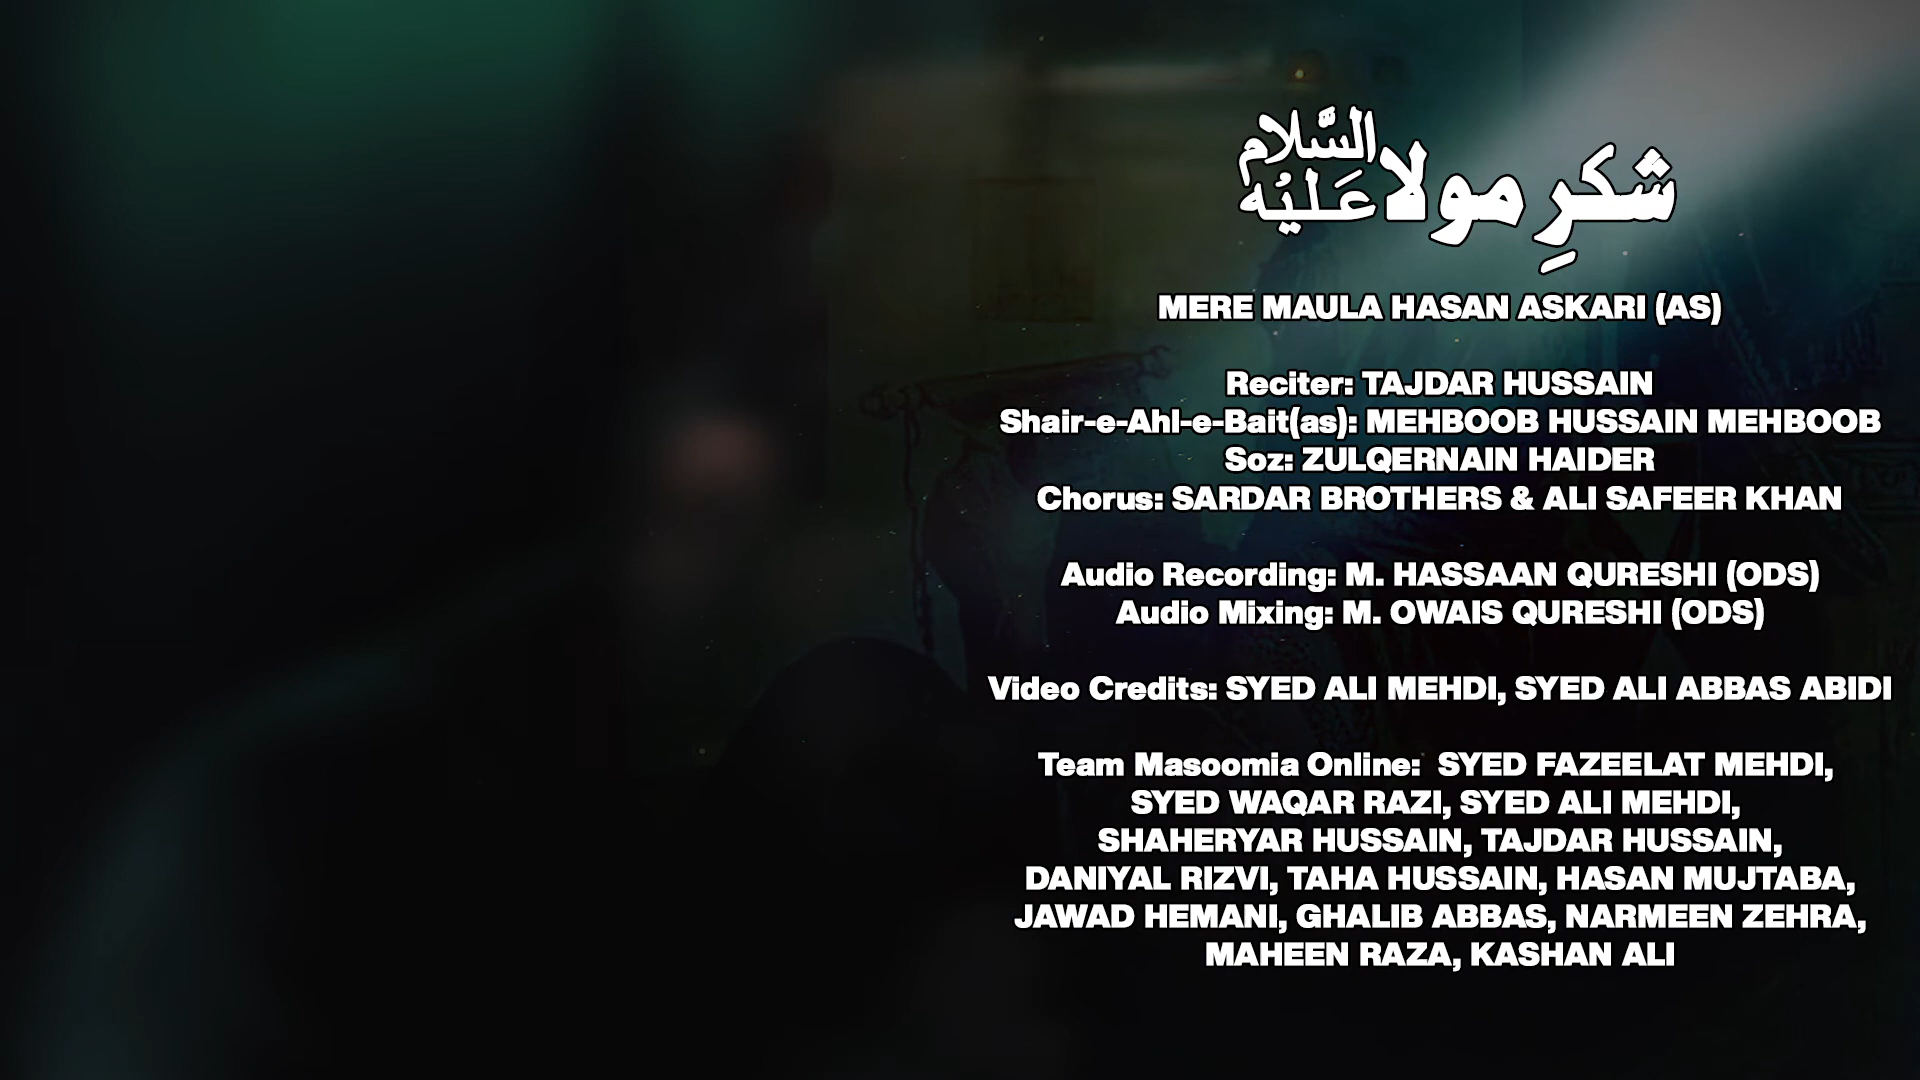 شکرِ مولا عَلیُہ السَّلام
MERE MAULA HASAN ASKARI (AS)
Reciter: TAJDAR HUSSAIN
Shair-e-Ahl-e-Bait(as): MEHBOOB HUSSAIN MEHBOOB
Soz: ZULQERNAIN HAIDER
Chorus: SARDAR BROTHERS & ALI SAFEER KHAN
Audio Recording: M. HASSAAN QURESHI (ODS)
Audio Mixing: M. OWAIS QURESHI (ODS)
Video Credits: SYED ALI MEHDI, SYED ALI ABBAS ABIDI
Team Masoomia Online: SYED FAZEELAT MEHDI,
SYED WAQAR RAZI, SYED ALI MEHDI,
SHAHERYAR HUSSAIN, TAJDAR HUSSAIN,
DANIYAL RIZVI, TAHA HUSSAIN, HASAN MUJTABA,
JAWAD HEMANI, GHALIB ABBAS, NARMEEN ZEHRA,
MAHEEN RAZA, KASHAN ALI